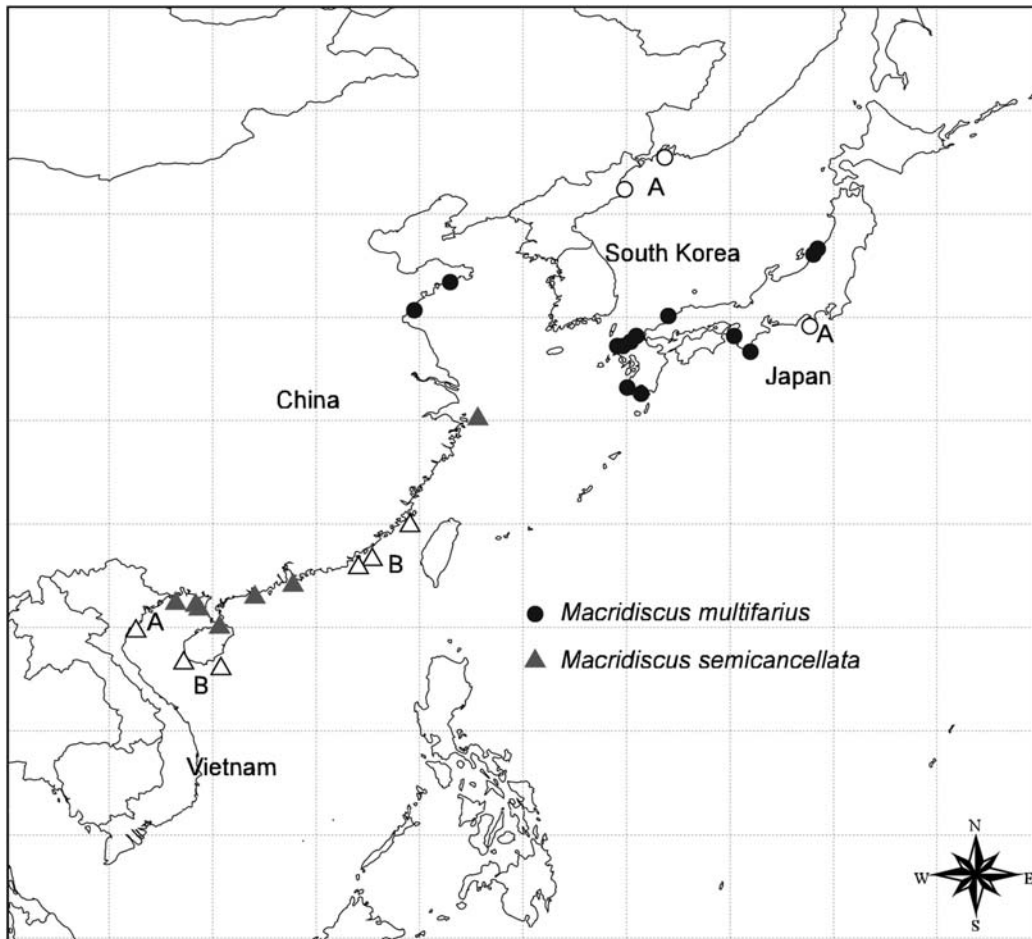 A
South Korea
A
Japan
China
B
Macridiscus multifarius
A
Macridiscus semicancellata
B
Vietnam
N
W
E
S